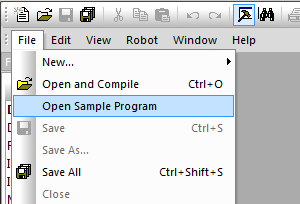 File Edit View Robot Window Help
New...
Open and Compile Ctrl+O
Open Sample Program
Save Ctrl+S
Save As...
Save All Ctrl+Shift+S
Close